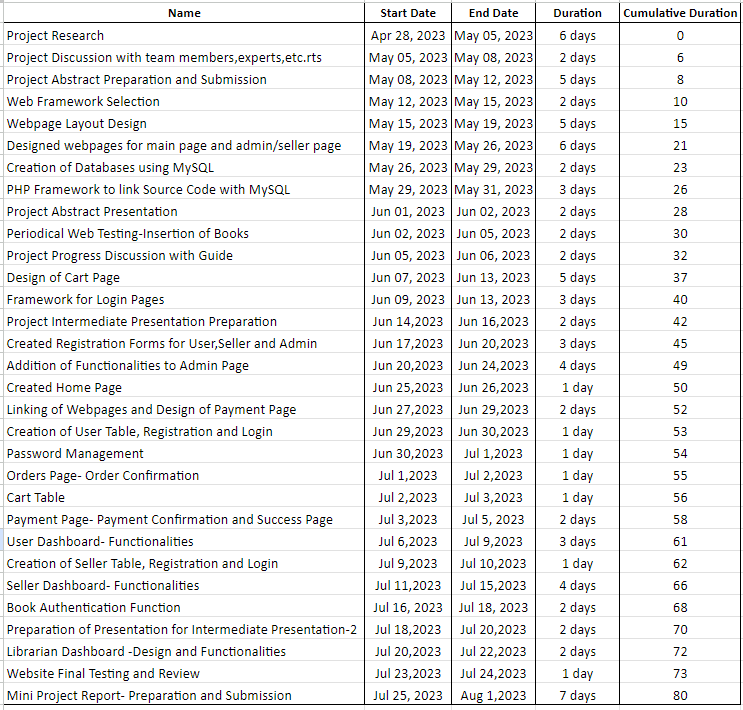 Name Start Date End Date Duration Cumulative Duration
Project Research Apr 28, 2023 May 05, 2023 6 days 0
Project Discussion with team members,experts,etc.rts May 05, 2023 May 08, 2023 2 days 6
Project Abstract Preparation and Submission May 08, 2023 May 12, 2023 5 days 8
Web Framework Selection May 12, 2023 May 15, 2023 2 days 10
Webpage Layout Design May 15, 2023 May 19, 2023 5 days 15
Designed webpages for main page and admin/seller page May 19, 2023 May 26, 2023 6 days 21
Creation of Databases using MySQL May 26, 2023 May 29, 2023 2 days 23
PHP Framework to link Source Code with MySQL May 29, 2023 May 31, 2023 3 days 26
Project Abstract Presentation Jun 01, 2023 Jun 02, 2023 2 days 28
Periodical Web Testing-Insertion of Books Jun 02, 2023 Jun 05, 2023 2 days 30
Project Progress Discussion with Guide Jun 05, 2023 Jun 06, 2023 2 days 32
Design of Cart Page Jun 07, 2023 Jun 13, 2023 5 days 37
Framework for Login Pages Jun 09, 2023 Jun 13, 2023 3 days 40
Project Intermediate Presentation Preparation Jun 14,2023 Jun 16,2023 2 days 42
Created Registration Forms for User,Seller and Admin Jun 17,2023 Jun 20,2023 3 days 45
Addition of Functionalities to Admin Page Jun 20,2023 Jun 24,2023 4 days 49
Created Home Page Jun 25,2023 Jun 26,2023 1 day 50
Linking of Webpages and Design of Payment Page Jun 27,2023 Jun 29,2023 2 days 52
Creation of User Table, Registration and Login Jun 29,2023 Jun 30,2023 1 day 53
Password Management Jun 30,2023 Jul 1,2023 1 day 54
Orders Page- Order Confirmation Jul 1,2023 Jul 2,2023 1 day 55
Cart Table Jul 2,2023 Jul 3,2023 1 day 56
Payment Page- Payment Confirmation and Success Page Jul 3,2023 Jul 5, 2023 2 days 58
User Dashboard- Functionalities Jul 6,2023 Jul 9,2023 3 days 61
Creation of Seller Table, Registration and Login Jul 9,2023 Jul 10,2023 1 day 62
Seller Dashboard- Functionalities Jul 11,2023 Jul 15,2023 4 days 66
Book Authentication Function Jul 16, 2023 Jul 18, 2023 2 days 68
Preparation of Presentation for Intermediate Presentation-2 Jul 18,2023 Jul 20,2023 2 days 70
Librarian Dashboard -Design and Functionalities Jul 20,2023 Jul 22,2023 2 days 72
Website Final Testing and Review Jul 23,2023 Jul 24,2023 1 day 73
Mini Project Report- Preparation and Submission Jul 25, 2023 Aug 1,2023 7 days 80